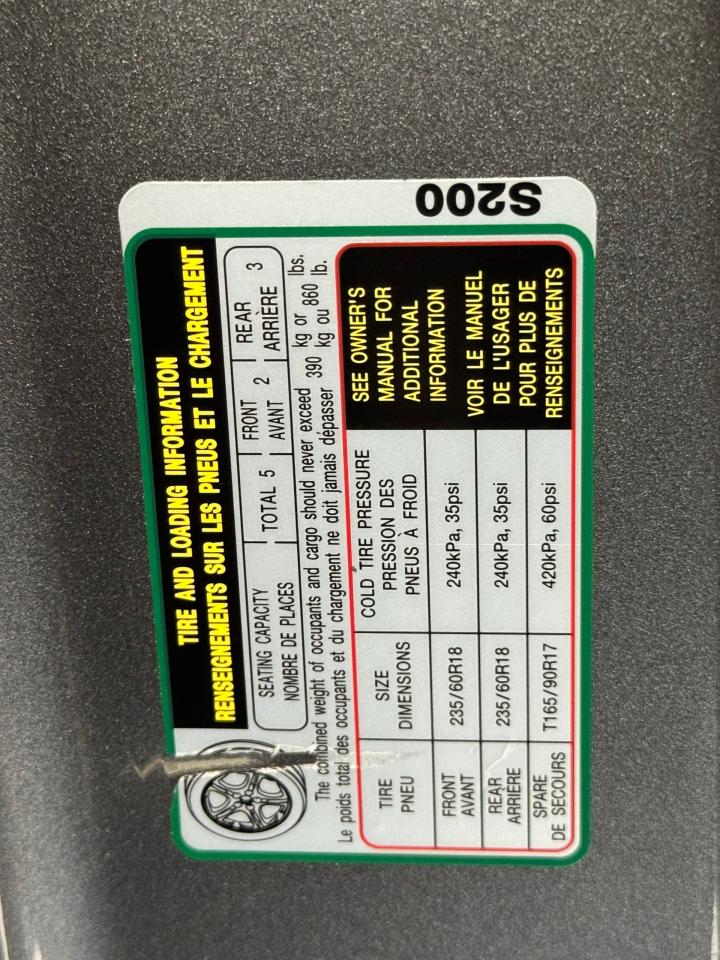 TIRE AND LOADING INFORMATION
RENSEIGNEMENTS SUR LES PNEUS ET LE CHARGEMENT
SEATING CAPACITY
NOMBRE DE PLACES
TOTAL 5
FRONT
AVANT
2
REAR
ARRIÈRE
3
The combined weight of occupants and cargo should never exceed 390 kg or 860 lbs.
Le poids total des occupants et du chargement ne doit jamais dépasser 390 kg ou 860 lb.
TIRE
PNEU
SIZE
DIMENSIONS
COLD TIRE PRESSURE
PRESSION DES
PNEUS À FROID
FRONT
AVANT
235/60R18
240kPa, 35psi
REAR
ARRIÈRE
235/60R18
240kPa, 35psi
SPARE
DE SECOURS
T165/90R17
420kPa, 60psi
SEE OWNER'S
MANUAL FOR
ADDITIONAL
INFORMATION
VOIR LE MANUEL
DE L'USAGER
POUR PLUS DE
RENSEIGNEMENTS
S200